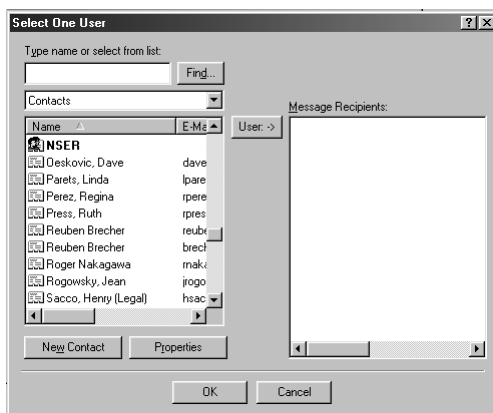 Select One User
Type name or select from list:
Find...
Contacts
Message Recipients:
Name E-Ma
User: ->
NSER
Oeskovic, Dave dave
Parets, Linda lpare
Perez, Regina rpere
Press, Ruth rpres
Reuben Brecher reube
Reuben Brecher brech
Roger Nakagawa rnaka
Rogowsky, Jean jrogo
Sacco, Henry (Legal) hsac
New Contact Properties
OK Cancel